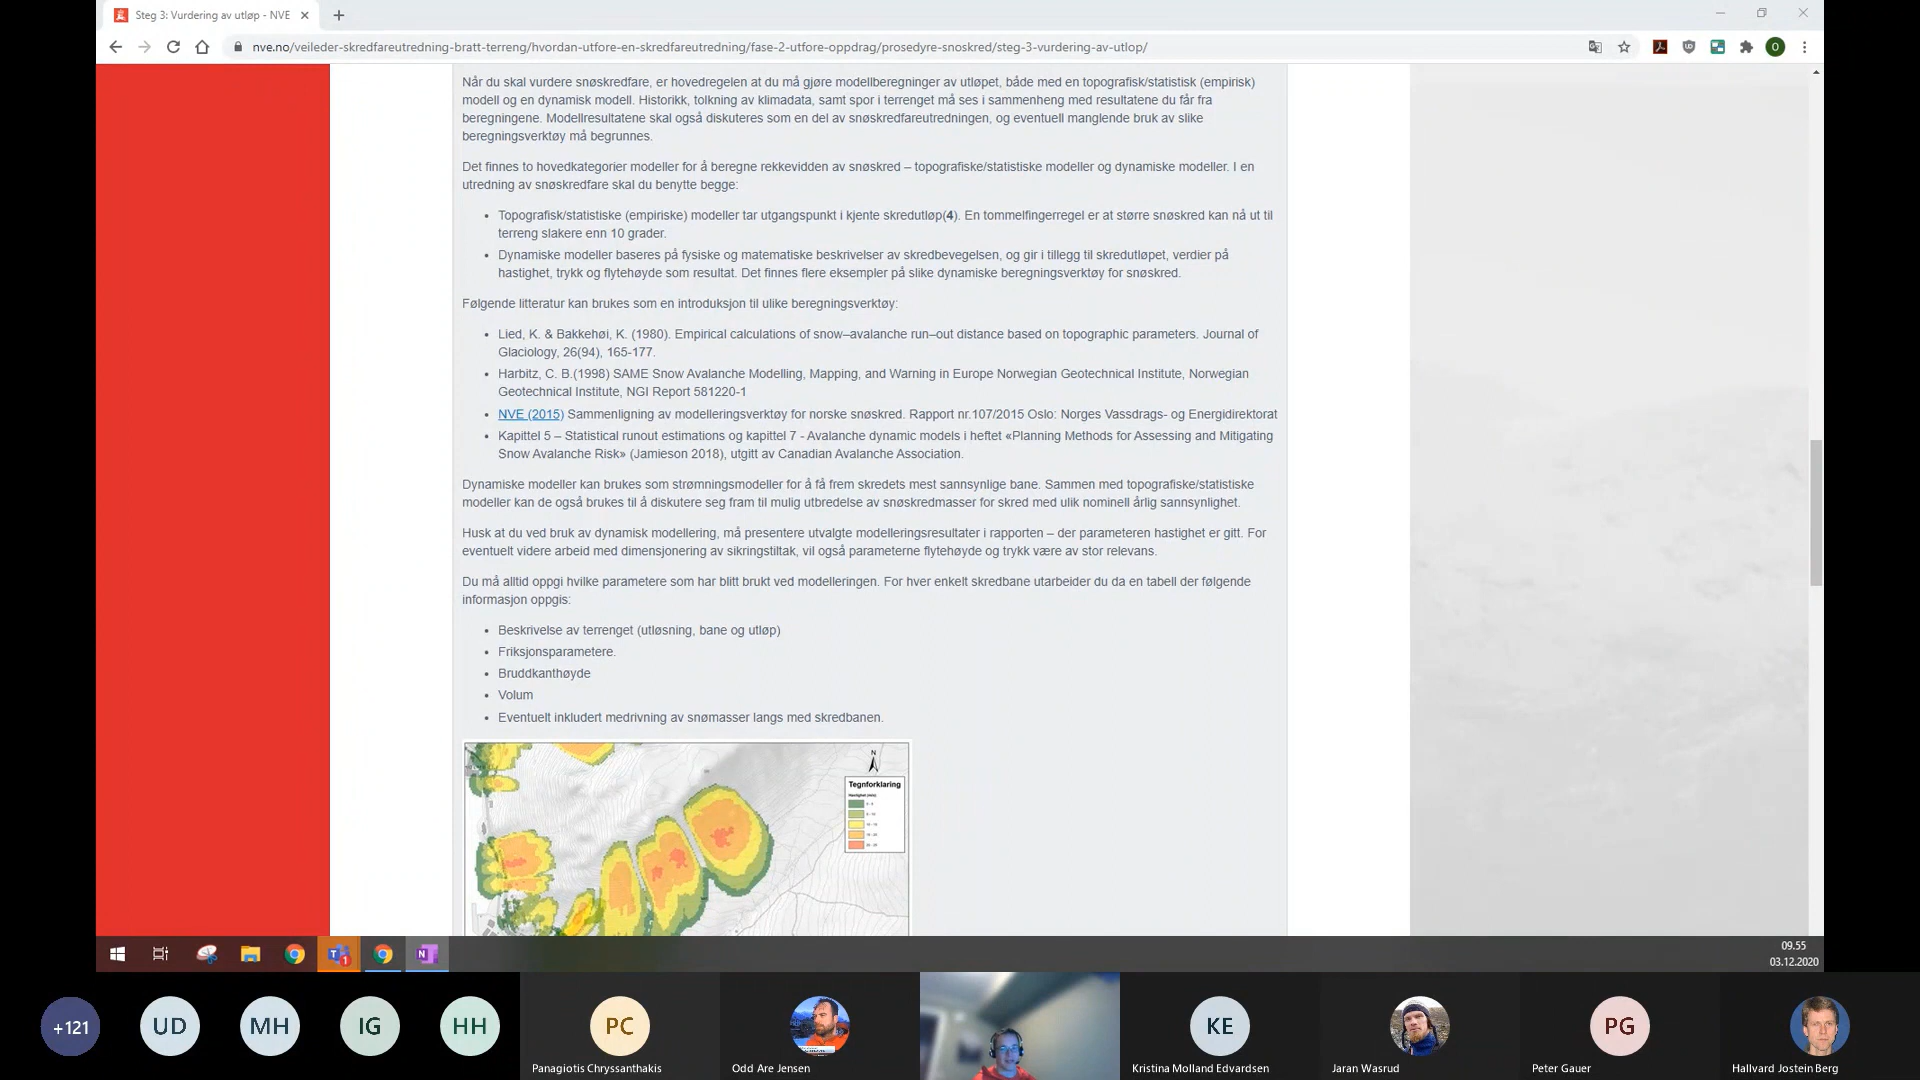 Steg 3: Vurdering av utløp - NVE
nve.no/veileder-skredfareutredning-bratt-terreng/hvordan-utfore-en-skredfareutredning/fase-2-utfore-oppdrag/prosedyre-snoskred/steg-3-vurdering-av-utlop/
O
Når du skal vurdere snøskredfare, er hovedregelen at du må gjøre modellberegninger av utløpet, både med en topografisk/statistisk (empirisk)
modell og en dynamisk modell. Historikk, tolkning av klimadata, samt spor i terrenget må ses i sammenheng med resultatene du får fra
beregningene. Modellresultatene skal også diskuteres som en del av snøskredfareutredningen, og eventuell manglende bruk av slike
beregningsverktøy må begrunnes.
Det finnes to hovedkategorier modeller for å beregne rekkevidden av snøskred – topografiske/statistiske modeller og dynamiske modeller. I en
utredning av snøskredfare skal du benytte begge:
• Topografisk/statistiske (empiriske) modeller tar utgangspunkt i kjente skredutløp(4). En tommelfingerregel er at større snøskred kan nå ut til
terreng slakere enn 10 grader.
• Dynamiske modeller baseres på fysiske og matematiske beskrivelser av skredbevegelsen, og gir i tillegg til skredutløpet, verdier på
hastighet, trykk og flytehøyde som resultat. Det finnes flere eksempler på slike dynamiske beregningsverktøy for snøskred.
Følgende litteratur kan brukes som en introduksjon til ulike beregningsverktøy:
• Lied, K. & Bakkehøi, K. (1980). Empirical calculations of snow–avalanche run–out distance based on topographic parameters. Journal of
Glaciology, 26(94), 165-177.
• Harbitz, C. B.(1998) SAME Snow Avalanche Modelling, Mapping, and Warning in Europe Norwegian Geotechnical Institute, Norwegian
Geotechnical Institute, NGI Report 581220-1
• NVE (2015) Sammenligning av modelleringsverktøy for norske snøskred. Rapport nr.107/2015 Oslo: Norges Vassdrags- og Energidirektorat
• Kapittel 5 – Statistical runout estimations og kapittel 7 - Avalanche dynamic models i heftet «Planning Methods for Assessing and Mitigating
Snow Avalanche Risk» (Jamieson 2018), utgitt av Canadian Avalanche Association.
Dynamiske modeller kan brukes som strømningsmodeller for å få frem skredets mest sannsynlige bane. Sammen med topografiske/statistiske
modeller kan de også brukes til å diskutere seg fram til mulig utbredelse av snøskredmasser for skred med ulik nominell årlig sannsynlighet.
Husk at du ved bruk av dynamisk modellering, må presentere utvalgte modelleringsresultater i rapporten – der parameteren hastighet er gitt. For
eventuelt videre arbeid med dimensjonering av sikringstiltak, vil også parameterne flytehøyde og trykk være av stor relevans.
Du må alltid oppgi hvilke parametere som har blitt brukt ved modelleringen. For hver enkelt skredbane utarbeider du da en tabell der følgende
informasjon oppgis:
• Beskrivelse av terrenget (utløsning, bane og utløp)
• Friksjonsparametere.
• Bruddkanthøyde
• Volum
• Eventuelt inkludert medrivning av snømasser langs med skredbanen.
N
Tegnforklaring
09.55
03.12.2020
+121
UD
MH
IG
HH
PC
KE
PG
Panagiotis Chryssanthakis
Odd Are Jensen
Kristina Molland Edvardsen
Jaran Wasrud
Peter Gauer
Hallvard Jostein Berg